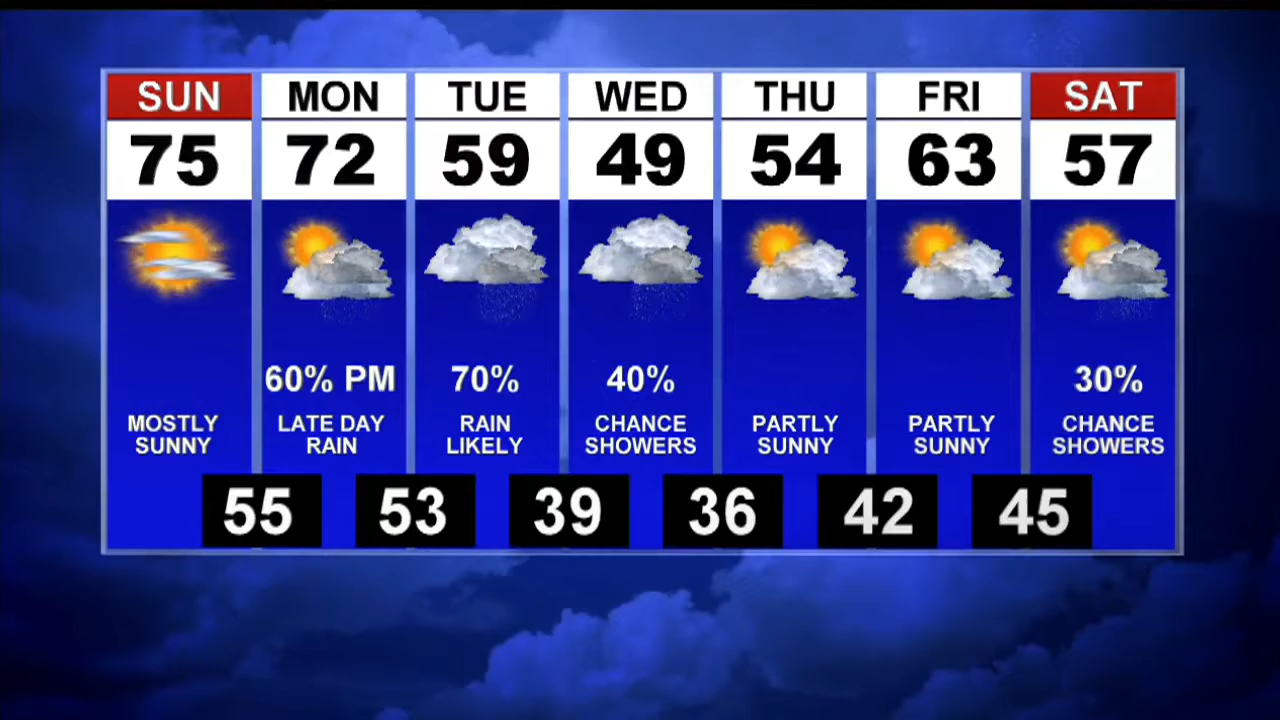 SUN MON TUE WED THU FRI SAT
75 72 59 49 54 63 57
60% PM 70% 40% 30%
MOSTLY LATE DAY RAIN CHANCE PARTLY PARTLY CHANCE
SUNNY RAIN LIKELY SHOWERS SUNNY SUNNY SHOWERS
55 53 39 36 42 45